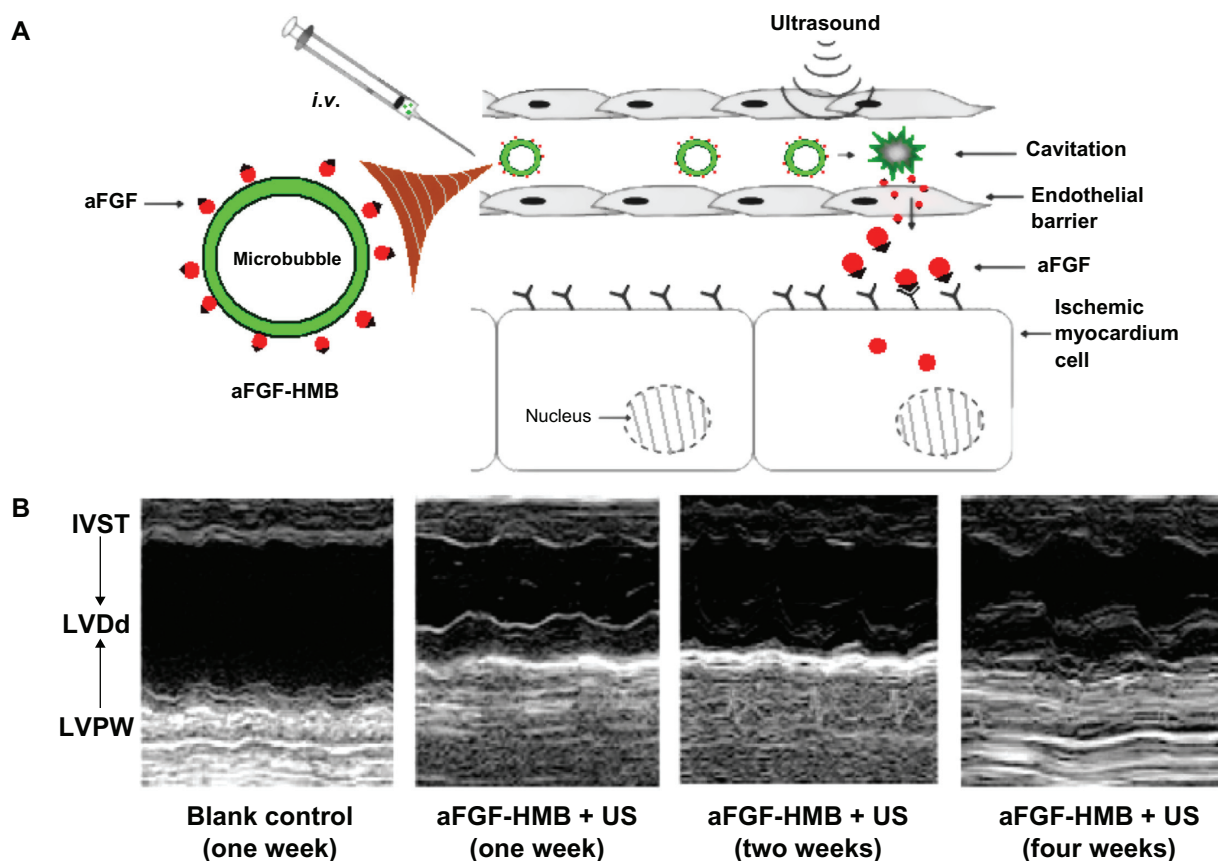 A
Ultrasound
i.v.
Cavitation
aFGF
Endothelial
barrier
Microbubble
aFGF
Ischemic
myocardium
cell
aFGF-HMB
Nucleus
B
IVST
LVDd
LVPW
Blank control
(one week)
aFGF-HMB + US
(one week)
aFGF-HMB + US
(two weeks)
aFGF-HMB + US
(four weeks)